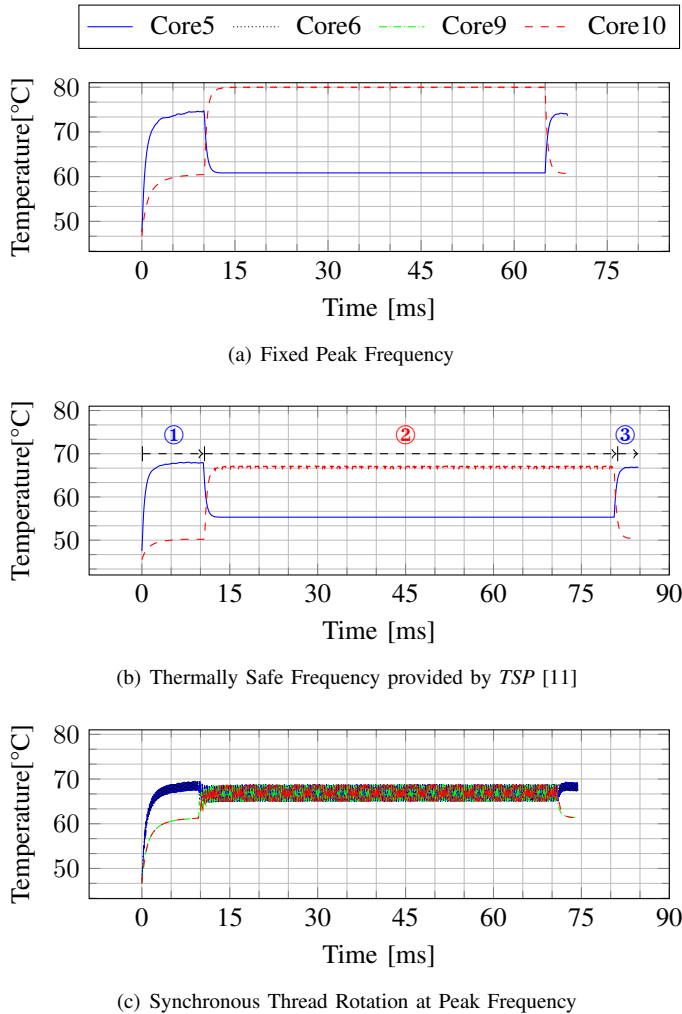 Core5 Core6 Core9 Core10
80
70
60
50
Temperature[°C]
0 15 30 45 60 75
Time [ms]
(a) Fixed Peak Frequency
80
70
60
50
Temperature[°C]
① ② ③
0 15 30 45 60 75 90
Time [ms]
(b) Thermally Safe Frequency provided by TSP [11]
80
70
60
50
Temperature[°C]
0 15 30 45 60 75 90
Time [ms]
(c) Synchronous Thread Rotation at Peak Frequency